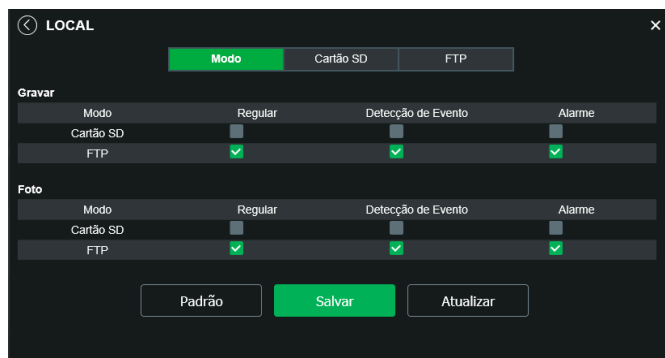 LOCAL
Modo Cartão SD FTP
Gravar
Modo Regular Detecção de Evento Alarme
Cartão SD
FTP
Foto
Modo Regular Detecção de Evento Alarme
Cartão SD
FTP
Padrão Salvar Atualizar